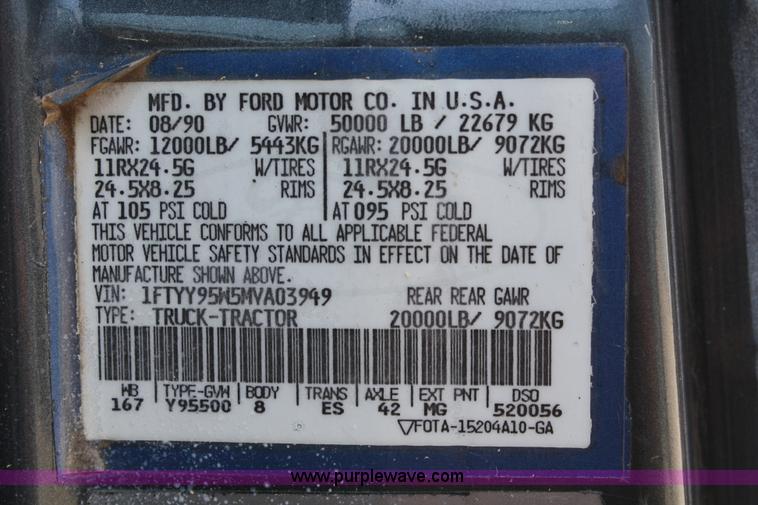 MFD. BY FORD MOTOR CO. IN U.S.A.
DATE: 08/90 GVWR: 50000 LB / 22679 KG
FGAWR: 12000LB/ 5443KG RGAWR: 20000LB/ 9072KG
11RX24.5G W/TIRES 11RX24.5G W/TIRES
24.5X8.25 RIMS 24.5X8.25 RIMS
AT 105 PSI COLD AT 095 PSI COLD
THIS VEHICLE CONFORMS TO ALL APPLICABLE FEDERAL
MOTOR VEHICLE SAFETY STANDARDS IN EFFECT ON THE DATE OF
MANUFACTURE SHOWN ABOVE.
VIN: 1FTYY95W5MVA03949 REAR REAR GAWR
TYPE: TRUCK-TRACTOR 20000LB/ 9072KG
WB TYPE-GVW BODY TRANS AXLE EXT PNT DSO
167 Y95500 8 ES 42 MG 520056
▽FOTA-15204A10-GA
www.purplewave.com